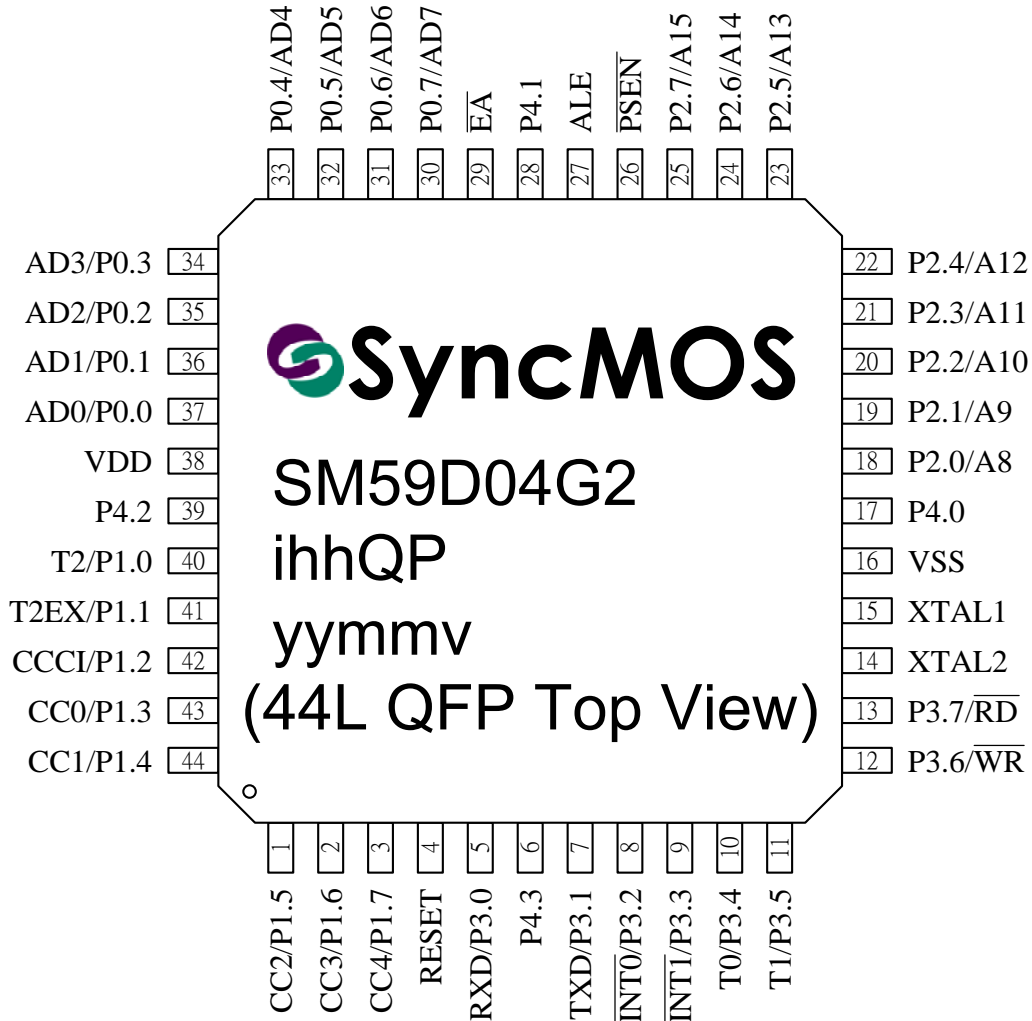 P0.4/AD4
P0.5/AD5
P0.6/AD6
P0.7/AD7
E̅A̅
P4.1
ALE
P̅S̅E̅N̅
P2.7/A15
P2.6/A14
P2.5/A13
33
32
31
30
29
28
27
26
25
24
23
AD3/P0.3 34
AD2/P0.2 35
AD1/P0.1 36
AD0/P0.0 37
VDD 38
P4.2 39
T2/P1.0 40
T2EX/P1.1 41
CCCI/P1.2 42
CC0/P1.3 43
CC1/P1.4 44
SyncMOS
SM59D04G2
ihhQP
yymmv
(44L QFP Top View)
22 P2.4/A12
21 P2.3/A11
20 P2.2/A10
19 P2.1/A9
18 P2.0/A8
17 P4.0
16 VSS
15 XTAL1
14 XTAL2
13 P3.7/R̅D̅
12 P3.6/W̅R̅
1
2
3
4
5
6
7
8
9
10
11
CC2/P1.5
CC3/P1.6
CC4/P1.7
RESET
RXD/P3.0
P4.3
TXD/P3.1
I̅N̅T̅0̅/P3.2
I̅N̅T̅1̅/P3.3
T0/P3.4
T1/P3.5